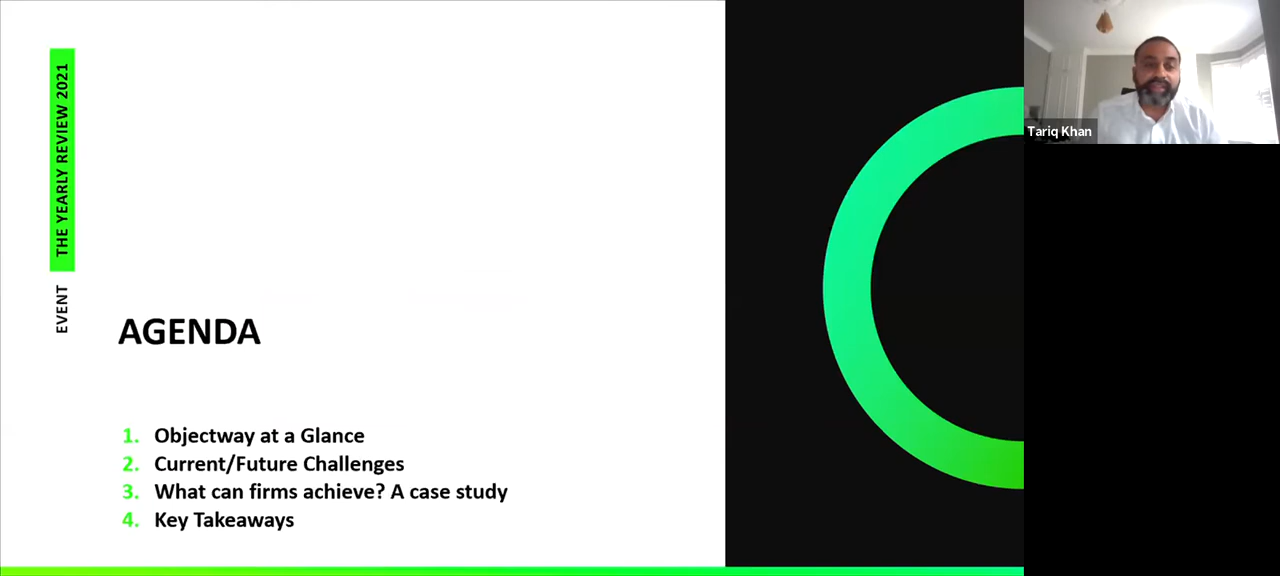 THE YEARLY REVIEW 2021
EVENT
AGENDA
1. Objectway at a Glance
2. Current/Future Challenges
3. What can firms achieve? A case study
4. Key Takeaways
Tariq Khan